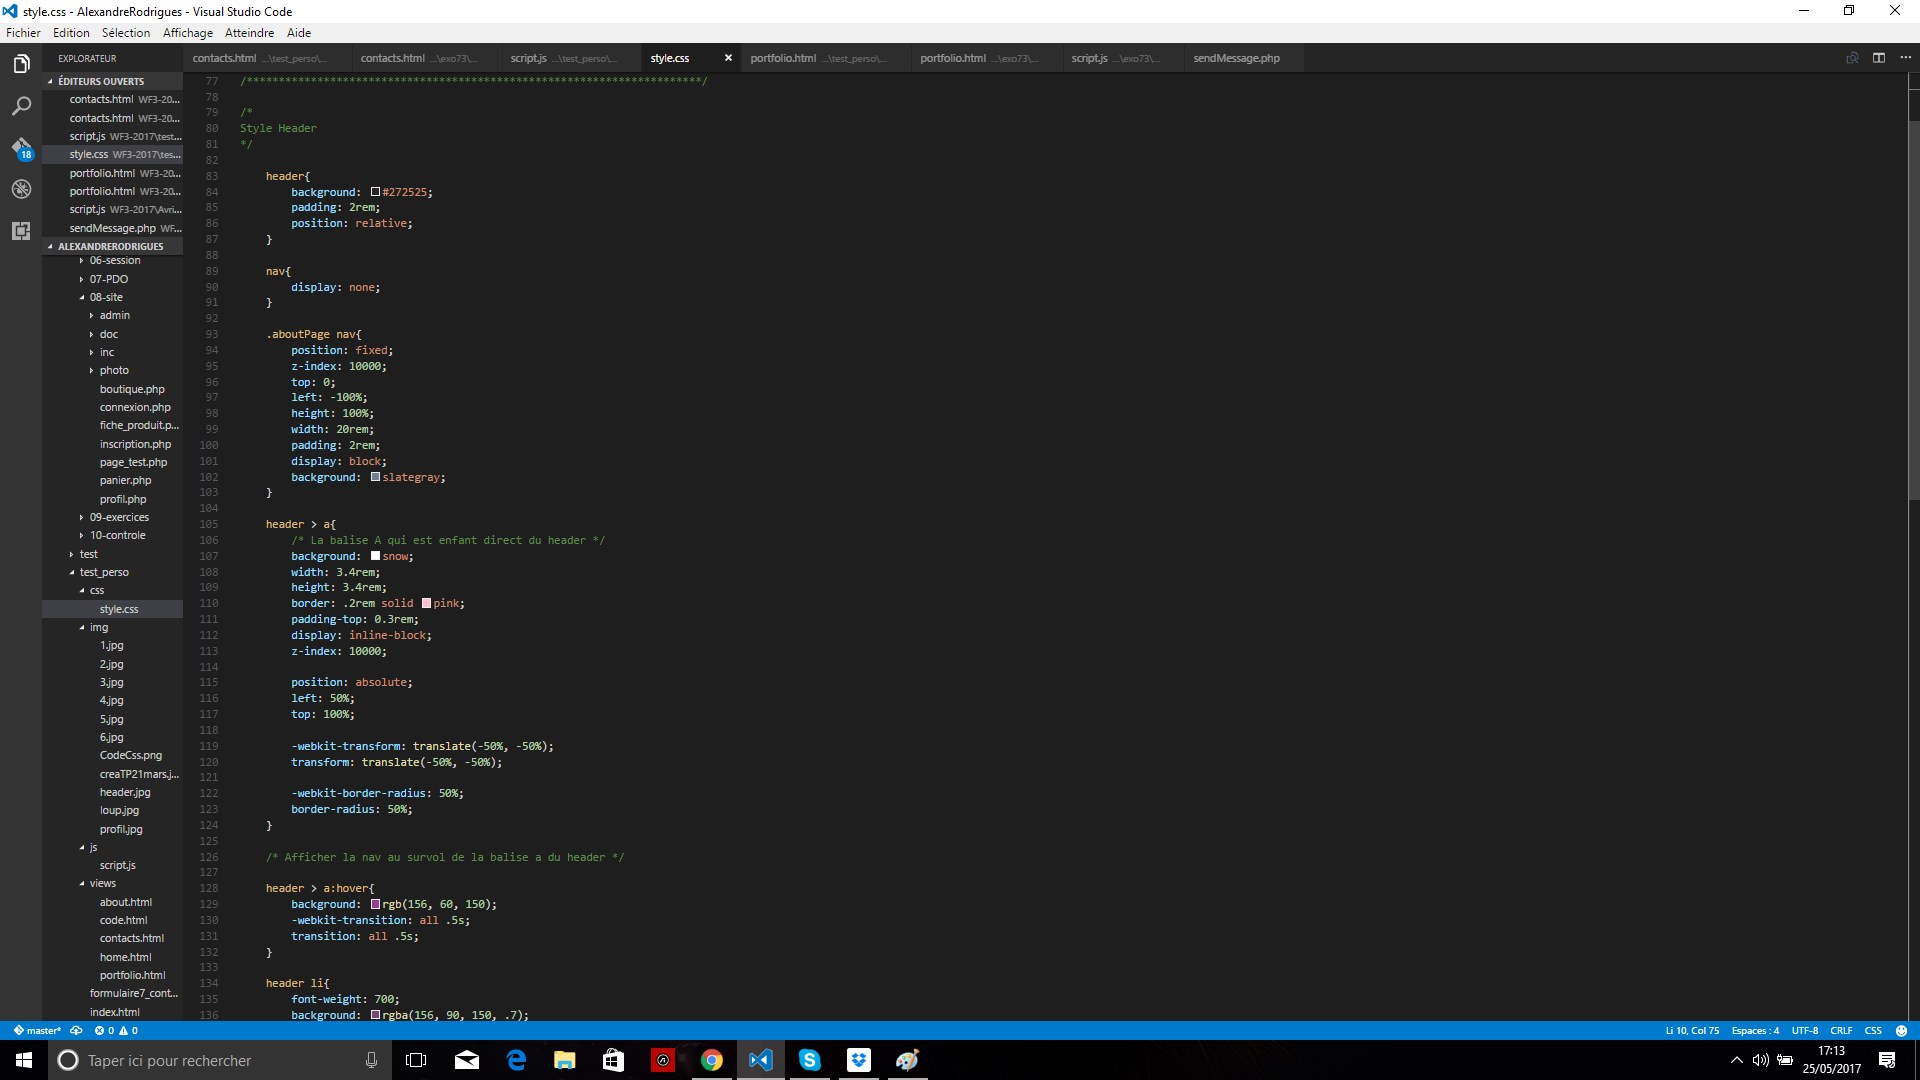 style.css - AlexandreRodrigues - Visual Studio Code
Fichier Edition Sélection Affichage Atteindre Aide
EXPLORATEUR
contacts.html ...\test_perso\... contacts.html ...\exo73\... script.js ...\test_perso\... style.css portfolio.html ...\test_perso\... portfolio.html ...\exo73\... script.js ...\exo73\... sendMessage.php
ÉDITEURS OUVERTS
contacts.html WF3-20...
contacts.html WF3-20...
script.js WF3-2017\test...
style.css WF3-2017\tes...
portfolio.html WF3-20...
portfolio.html WF3-20...
script.js WF3-2017\Avri...
sendMessage.php WF...
18
ALEXANDRERODRIGUES
06-session
07-PDO
08-site
admin
doc
inc
photo
boutique.php
connexion.php
fiche_produit.p...
inscription.php
page_test.php
panier.php
profil.php
09-exercices
10-controle
test
test_perso
css
style.css
img
1.jpg
2.jpg
3.jpg
4.jpg
5.jpg
6.jpg
CodeCss.png
creaTP21mars.j...
header.jpg
loup.jpg
profil.jpg
js
script.js
views
about.html
code.html
contacts.html
home.html
portfolio.html
formulaire7_cont...
index.html
77 /***********************************************************************/
78
79 /*
80 Style Header
81 */
82
83 header{
84 background: #272525;
85 padding: 2rem;
86 position: relative;
87 }
88
89 nav{
90 display: none;
91 }
92
93 .aboutPage nav{
94 position: fixed;
95 z-index: 10000;
96 top: 0;
97 left: -100%;
98 height: 100%;
99 width: 20rem;
100 padding: 2rem;
101 display: block;
102 background: slategray;
103 }
104
105 header > a{
106 /* La balise A qui est enfant direct du header */
107 background: snow;
108 width: 3.4rem;
109 height: 3.4rem;
110 border: .2rem solid pink;
111 padding-top: 0.3rem;
112 display: inline-block;
113 z-index: 10000;
114
115 position: absolute;
116 left: 50%;
117 top: 100%;
118
119 -webkit-transform: translate(-50%, -50%);
120 transform: translate(-50%, -50%);
121
122 -webkit-border-radius: 50%;
123 border-radius: 50%;
124 }
125
126 /* Afficher la nav au survol de la balise a du header */
127
128 header > a:hover{
129 background: rgb(156, 60, 150);
130 -webkit-transition: all .5s;
131 transition: all .5s;
132 }
133
134 header li{
135 font-weight: 700;
136 background: rgba(156, 90, 150, .7);
master* 0 0 Li 10, Col 75 Espaces : 4 UTF-8 CRLF CSS
Taper ici pour rechercher
17:13
25/05/2017